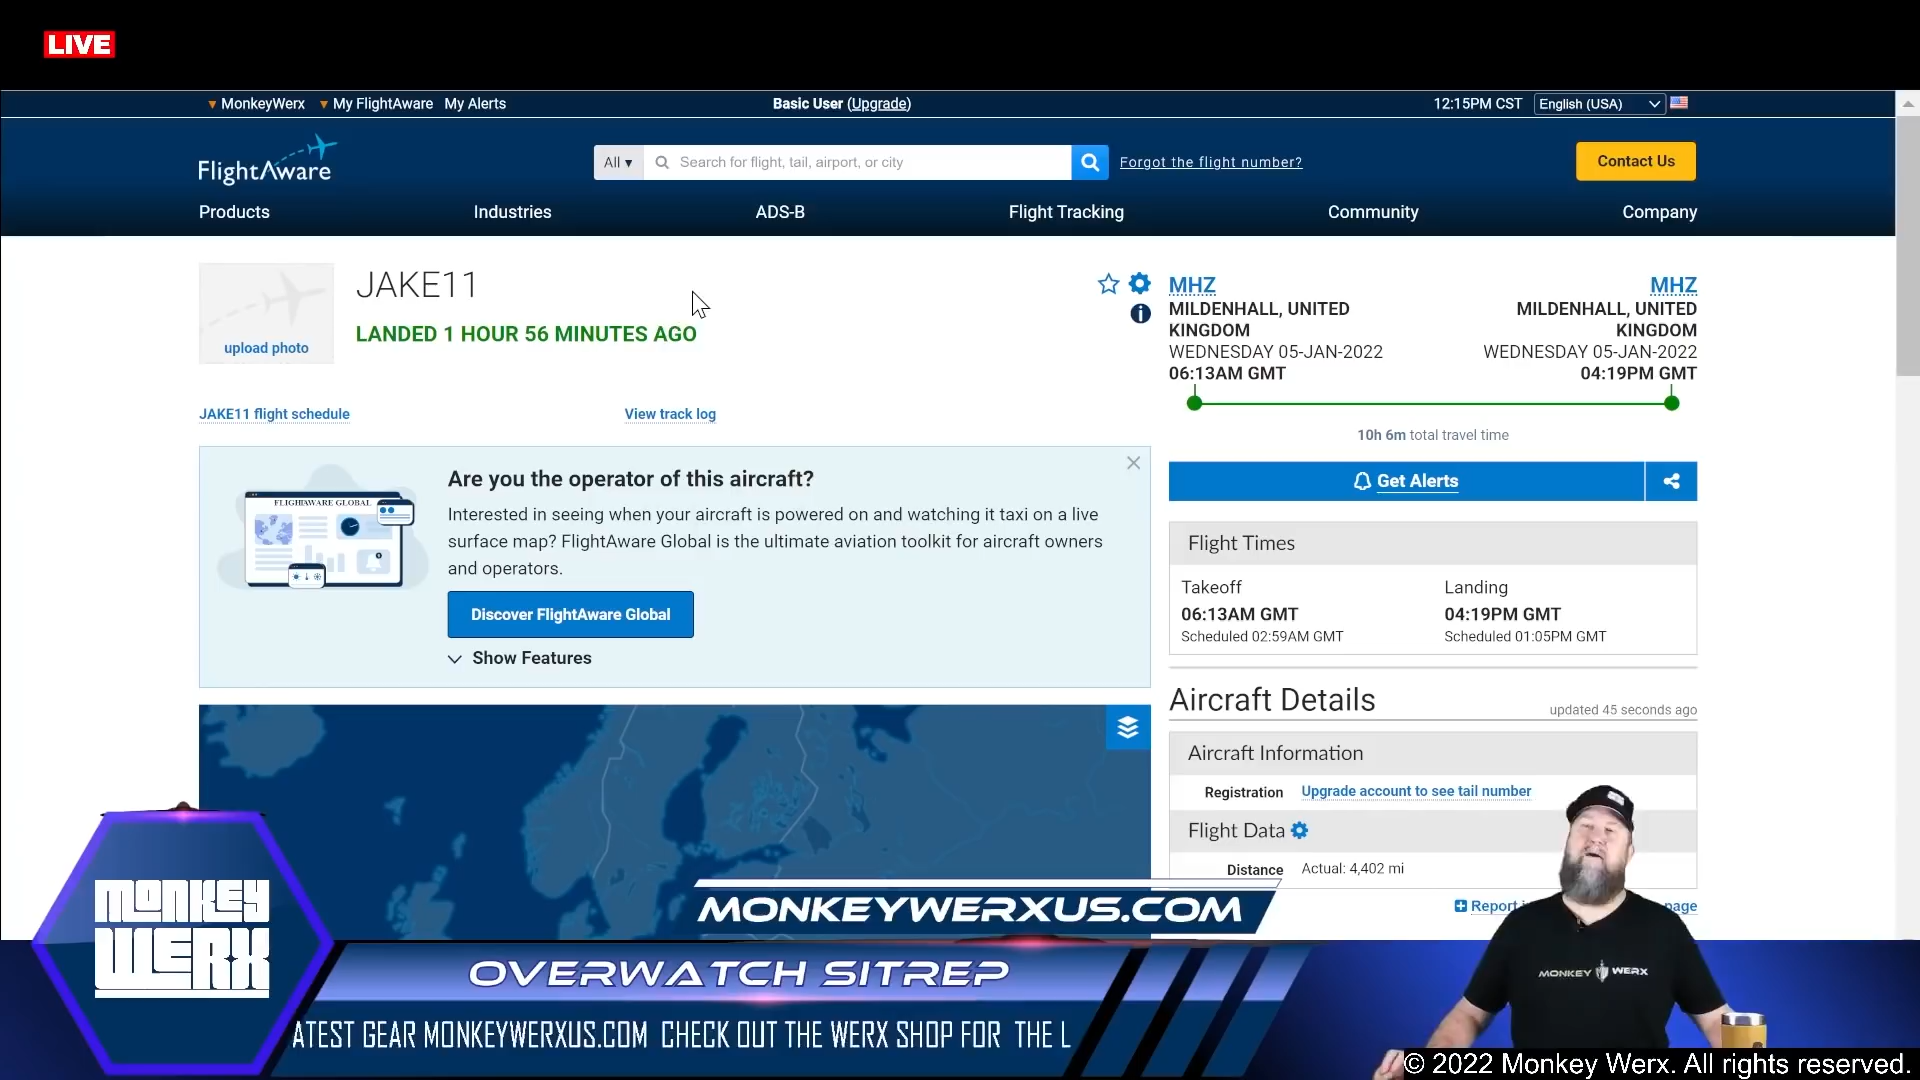 LIVE
MonkeyWerx My FlightAware My Alerts
Basic User (Upgrade)
12:15PM CST English (USA)
FlightAware
All Search for flight, tail, airport, or city
Forgot the flight number?
Contact Us
Products Industries ADS-B Flight Tracking Community Company
upload photo
JAKE11
LANDED 1 HOUR 56 MINUTES AGO
JAKE11 flight schedule
View track log
MHZ
MILDENHALL, UNITED
KINGDOM
WEDNESDAY 05-JAN-2022
06:13AM GMT
MHZ
MILDENHALL, UNITED
KINGDOM
WEDNESDAY 05-JAN-2022
04:19PM GMT
10h 6m total travel time
Get Alerts
FLIGHTAWARE GLOBAL
Are you the operator of this aircraft?
Interested in seeing when your aircraft is powered on and watching it taxi on a live
surface map? FlightAware Global is the ultimate aviation toolkit for aircraft owners
and operators.
Discover FlightAware Global
Show Features
Flight Times
Takeoff
06:13AM GMT
Scheduled 02:59AM GMT
Landing
04:19PM GMT
Scheduled 01:05PM GMT
Aircraft Details
updated 45 seconds ago
Aircraft Information
Registration Upgrade account to see tail number
Flight Data
Distance Actual: 4,402 mi
Report page
MONKEY
WERX
MONKEYWERXUS.COM
OVERWATCH SITREP
ATEST GEAR MONKEYWERXUS.COM CHECK OUT THE WERX SHOP FOR THE L
MONKEY WERX
© 2022 Monkey Werx. All rights reserved.